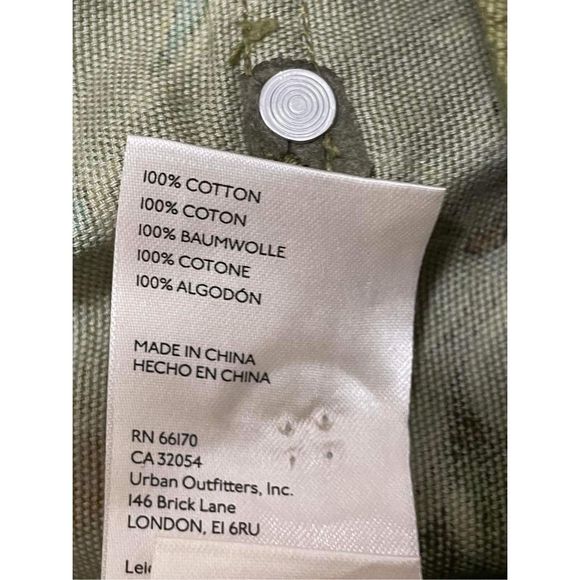 100% COTTON
100% COTON
100% BAUMWOLLE
100% COTONE
100% ALGODÓN
MADE IN CHINA
HECHO EN CHINA
RN 66170
CA 32054
Urban Outfitters, Inc.
146 Brick Lane
LONDON, E1 6RU